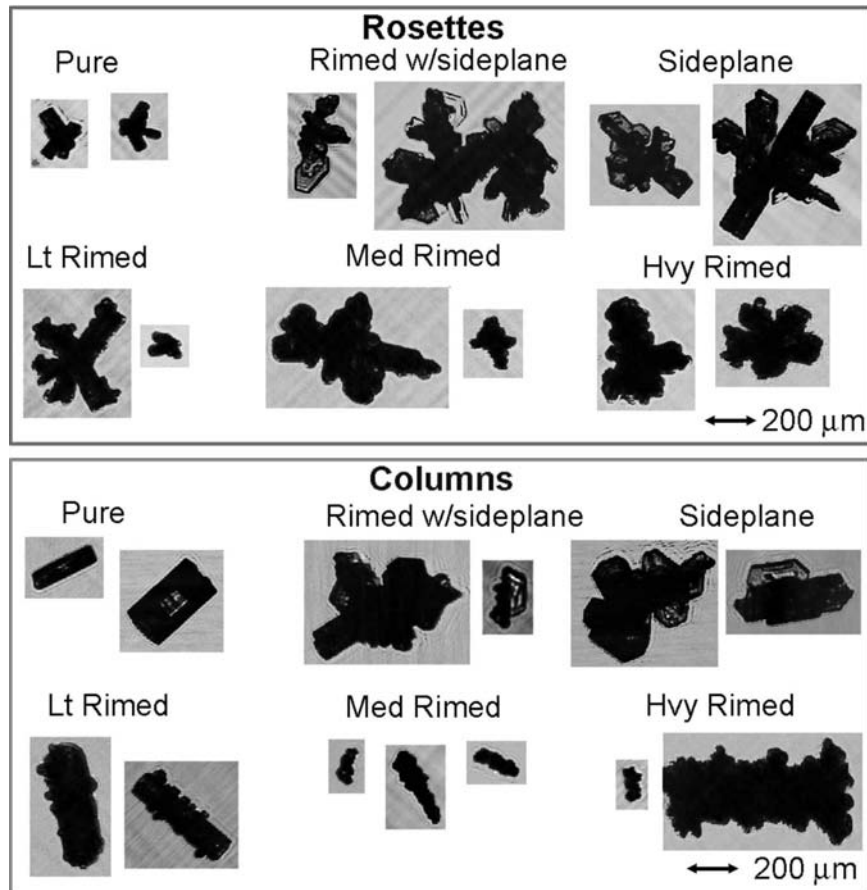 Rosettes
Pure
Rimed w/sideplane
Sideplane
Lt Rimed
Med Rimed
Hvy Rimed
200 μm
Columns
Pure
Rimed w/sideplane
Sideplane
Lt Rimed
Med Rimed
Hvy Rimed
200 μm